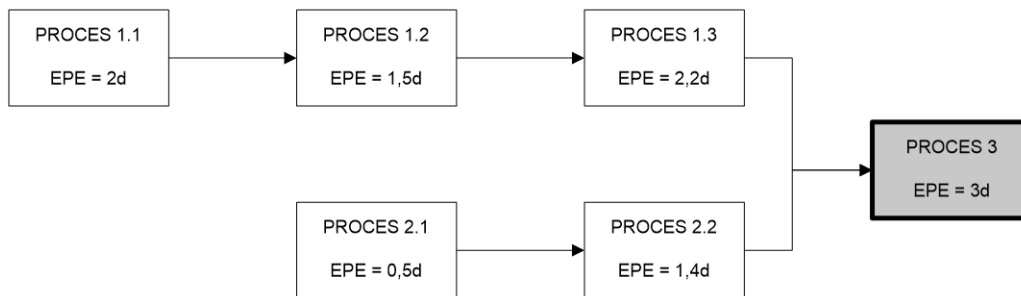 PROCES 1.1
EPE = 2d
PROCES 1.2
EPE = 1,5d
PROCES 1.3
EPE = 2,2d
PROCES 3
EPE = 3d
PROCES 2.1
EPE = 0,5d
PROCES 2.2
EPE = 1,4d